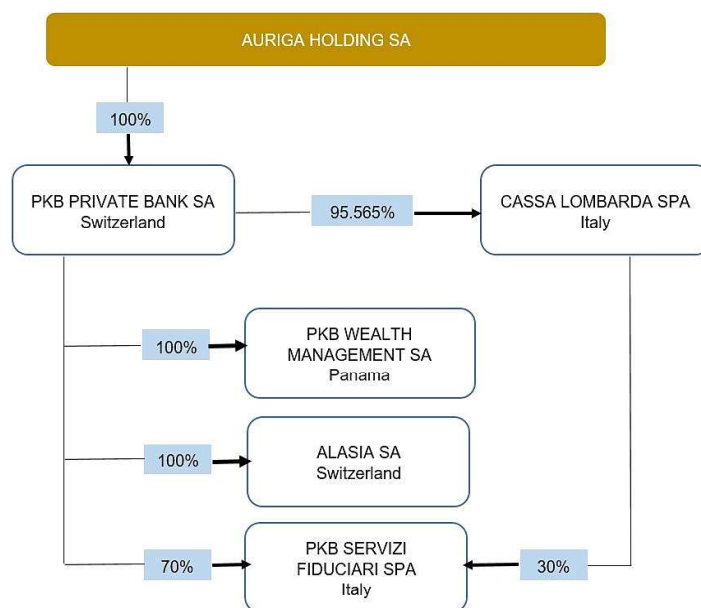 AURIGA HOLDING SA
100%
PKB PRIVATE BANK SA
Switzerland
95.565%
CASSA LOMBARDA SPA
Italy
100%
PKB WEALTH
MANAGEMENT SA
Panama
100%
ALASIA SA
Switzerland
70%
PKB SERVIZI
FIDUCIARI SPA
Italy
30%